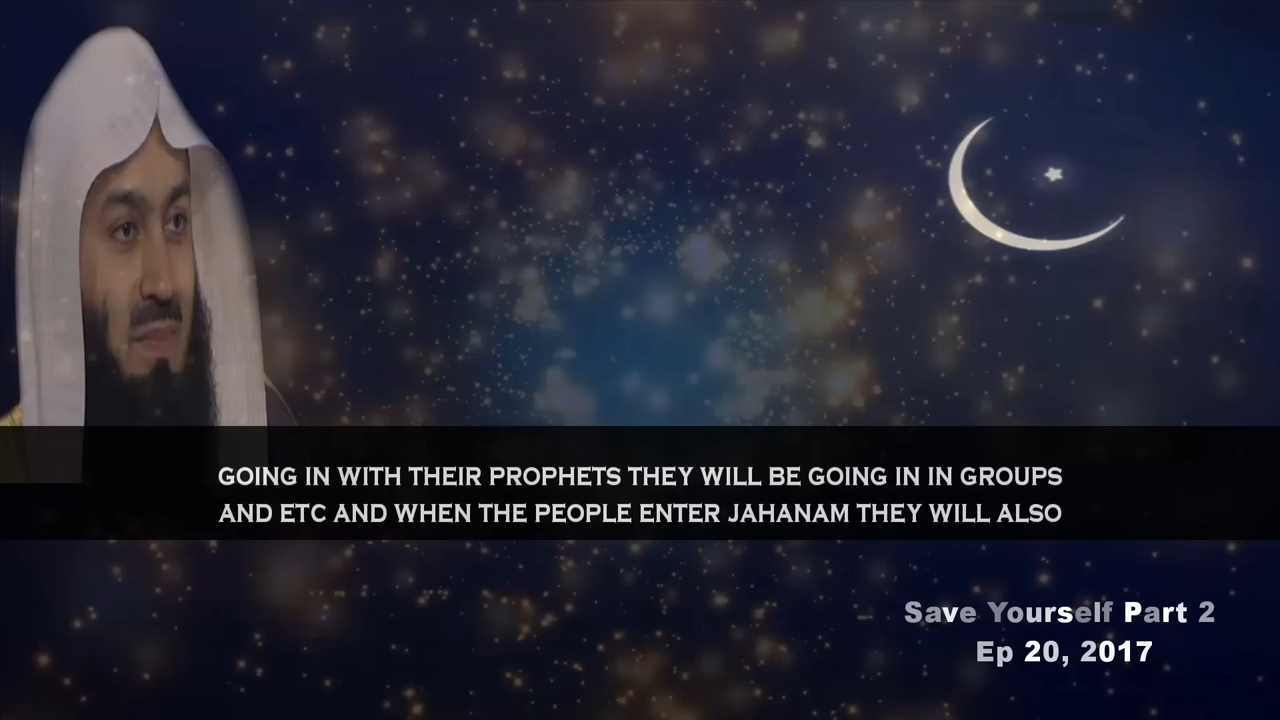 GOING IN WITH THEIR PROPHETS THEY WILL BE GOING IN IN GROUPS
AND ETC AND WHEN THE PEOPLE ENTER JAHANAM THEY WILL ALSO
Save Yourself Part 2
Ep 20, 2017